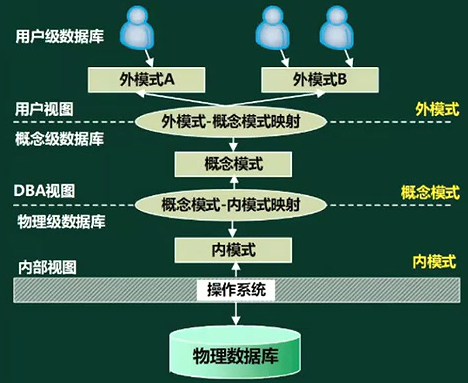 用户级数据库
外模式A
外模式B
用户视图
外模式-概念模式映射
外模式
概念级数据库
概念模式
DBA视图
概念模式-内模式映射
概念模式
物理级数据库
内模式
内部视图
内模式
操作系统
物理数据库